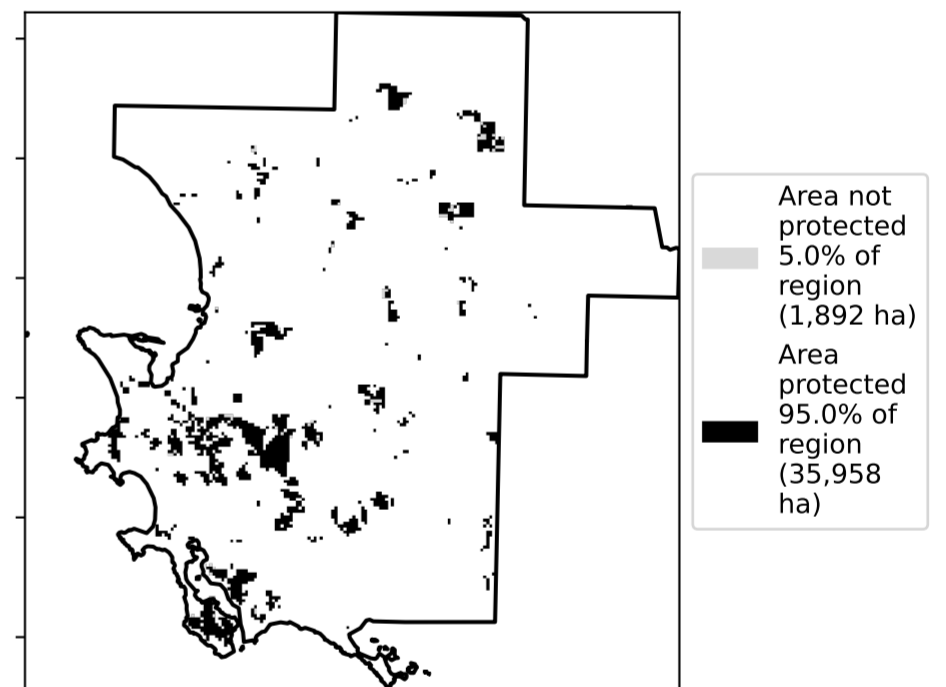 Area not
protected
5.0% of
region
(1,892 ha)
Area
protected
95.0% of
region
(35,958
ha)